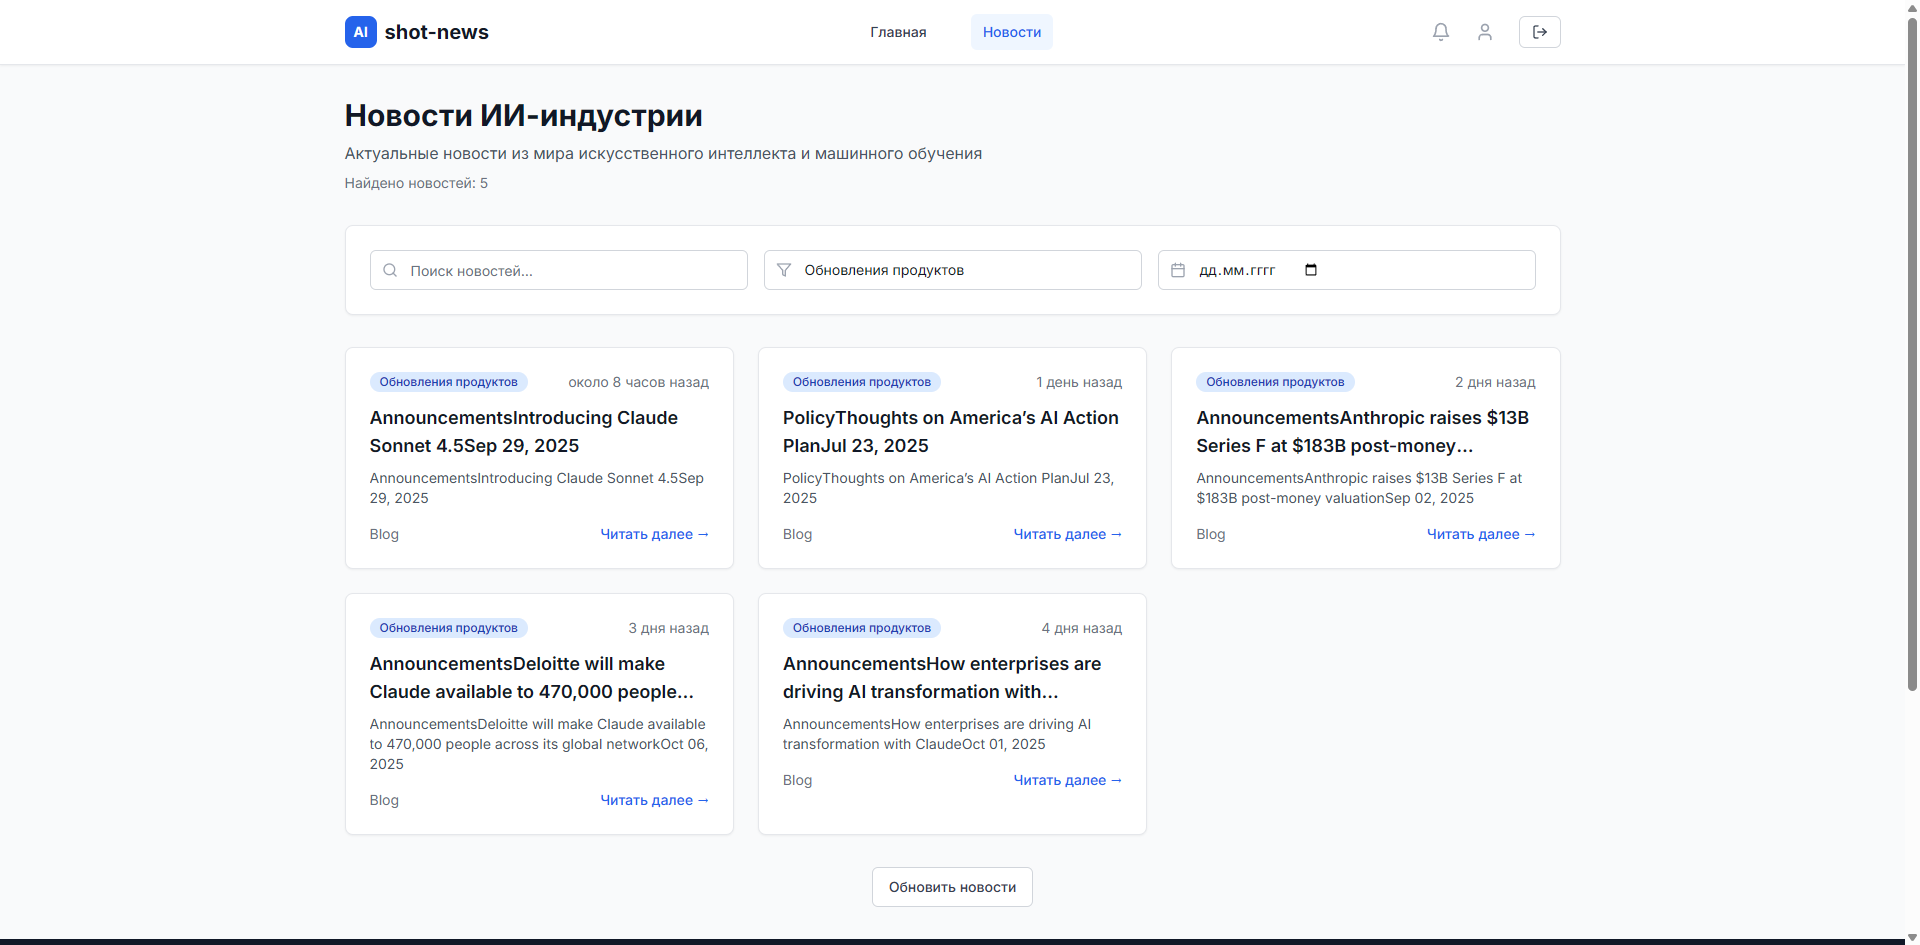 AI shot-news
Главная
Новости
Новости ИИ-индустрии
Актуальные новости из мира искусственного интеллекта и машинного обучения
Найдено новостей: 5
Поиск новостей...
Обновления продуктов
дд.мм.гггг
Обновления продуктов
около 8 часов назад
AnnouncementsIntroducing Claude
Sonnet 4.5Sep 29, 2025
AnnouncementsIntroducing Claude Sonnet 4.5Sep
29, 2025
Blog
Читать далее →
Обновления продуктов
1 день назад
PolicyThoughts on America’s AI Action
PlanJul 23, 2025
PolicyThoughts on America’s AI Action PlanJul 23,
2025
Blog
Читать далее →
Обновления продуктов
2 дня назад
AnnouncementsAnthropic raises $13B
Series F at $183B post-money...
AnnouncementsAnthropic raises $13B Series F at
$183B post-money valuationSep 02, 2025
Blog
Читать далее →
Обновления продуктов
3 дня назад
AnnouncementsDeloitte will make
Claude available to 470,000 people...
AnnouncementsDeloitte will make Claude available
to 470,000 people across its global networkOct 06,
2025
Blog
Читать далее →
Обновления продуктов
4 дня назад
AnnouncementsHow enterprises are
driving AI transformation with...
AnnouncementsHow enterprises are driving AI
transformation with ClaudeOct 01, 2025
Blog
Читать далее →
Обновить новости